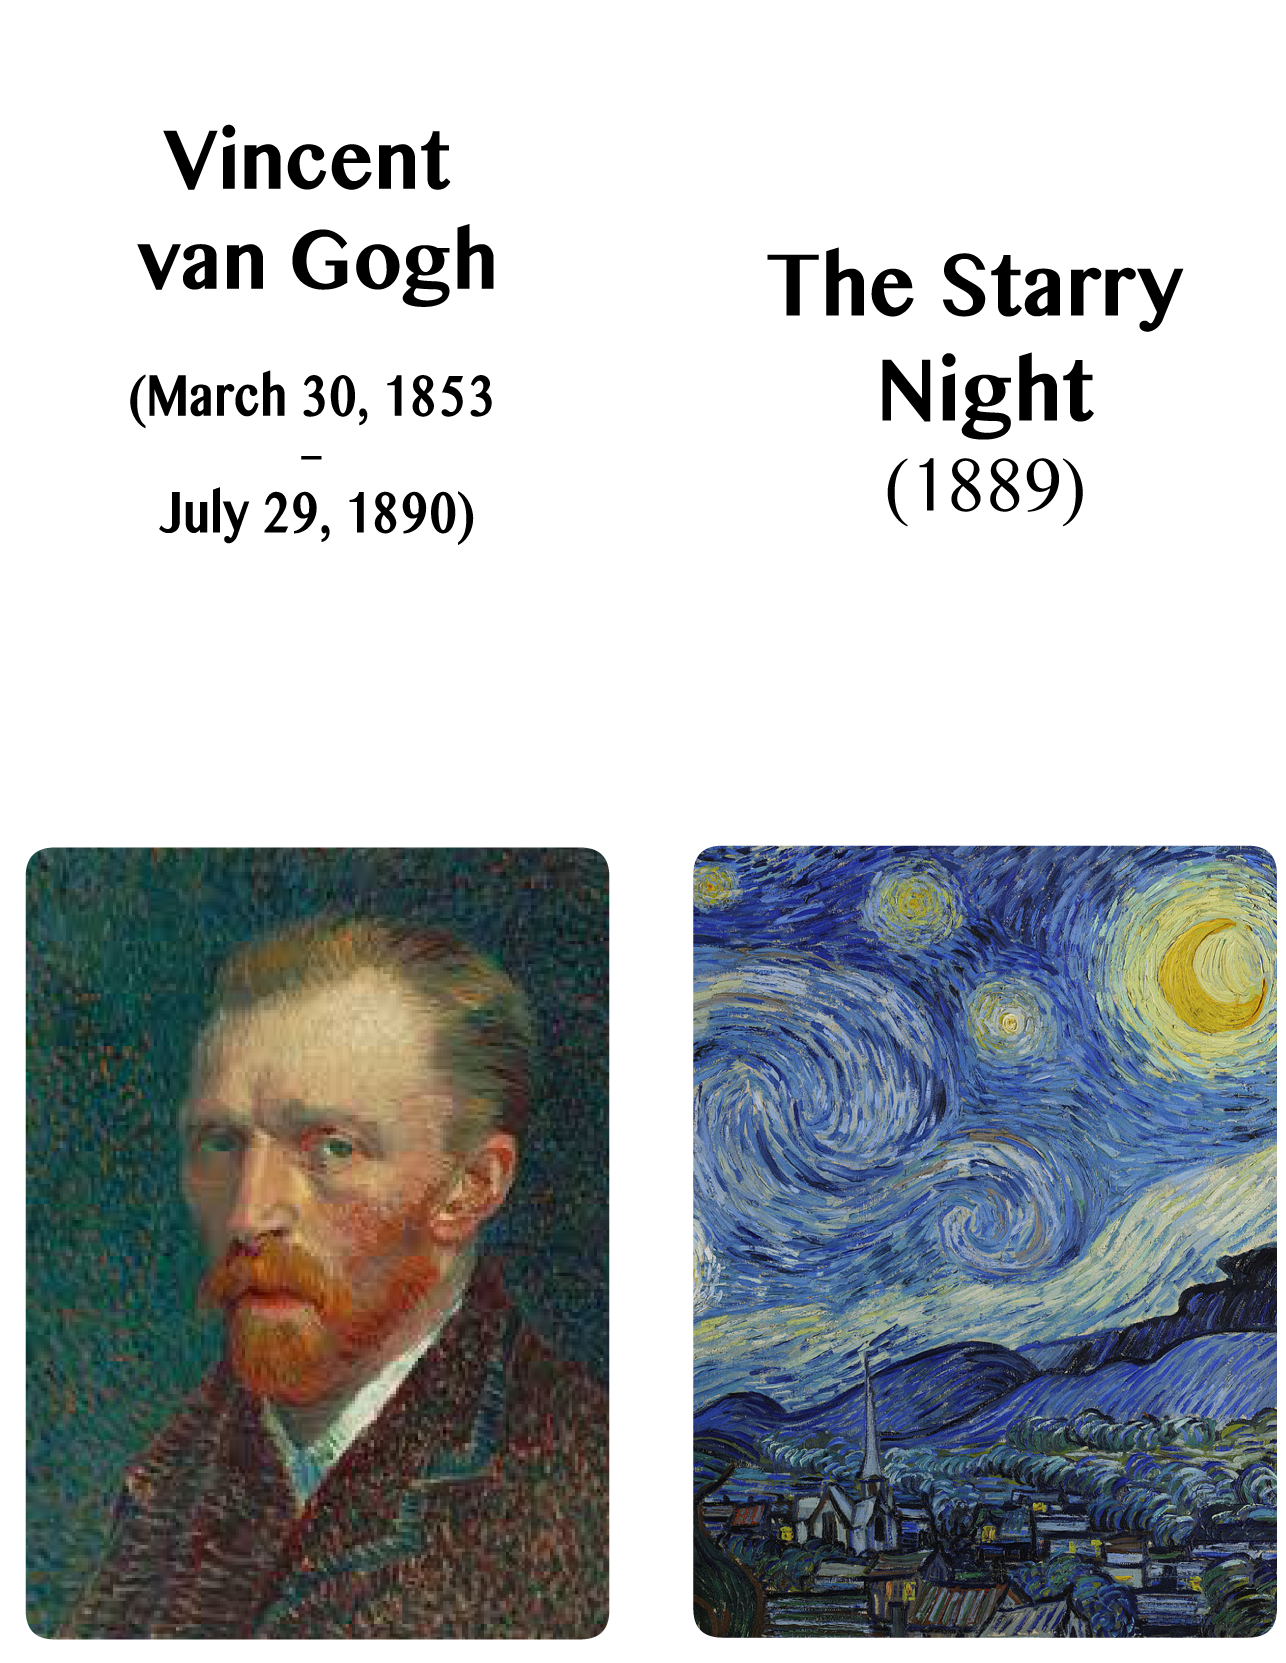 Vincent
van Gogh
(March 30, 1853
–
July 29, 1890)
The Starry
Night
(1889)